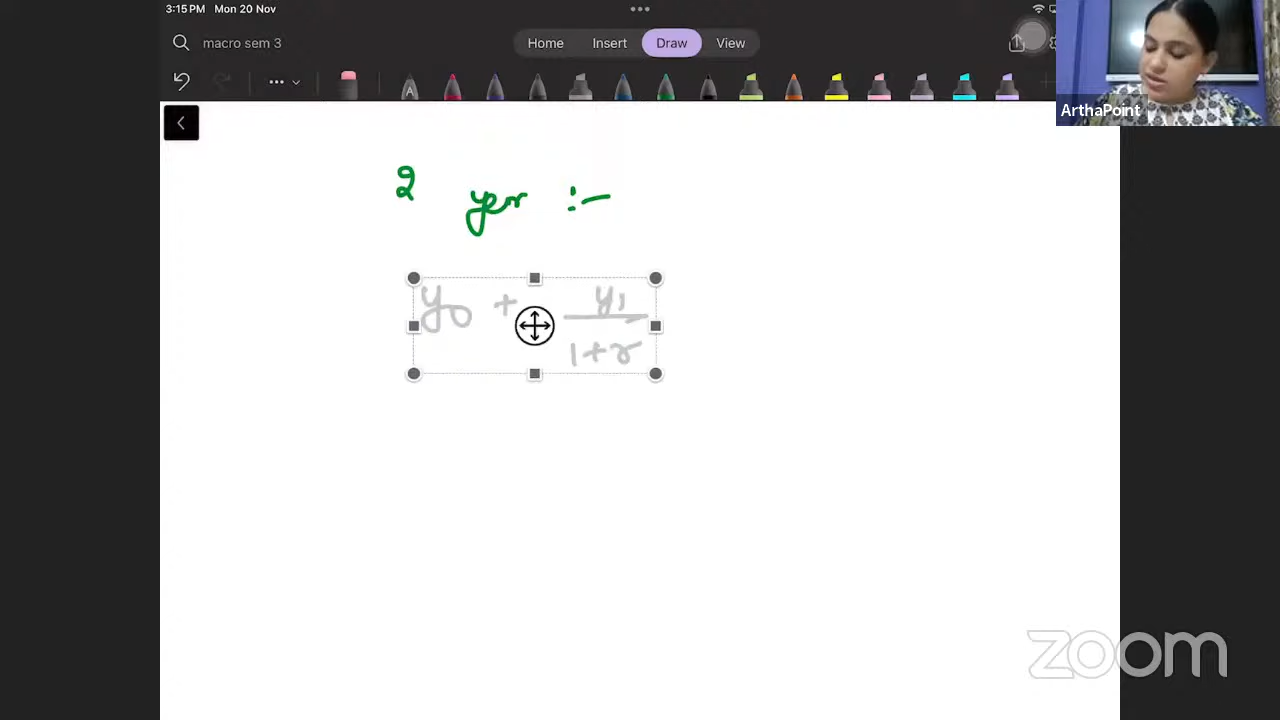 3:15 PM Mon 20 Nov
macro sem 3
Home Insert Draw View
A
ArthaPoint
2 year :-
y₀ + y₁ / 1+r
zoom